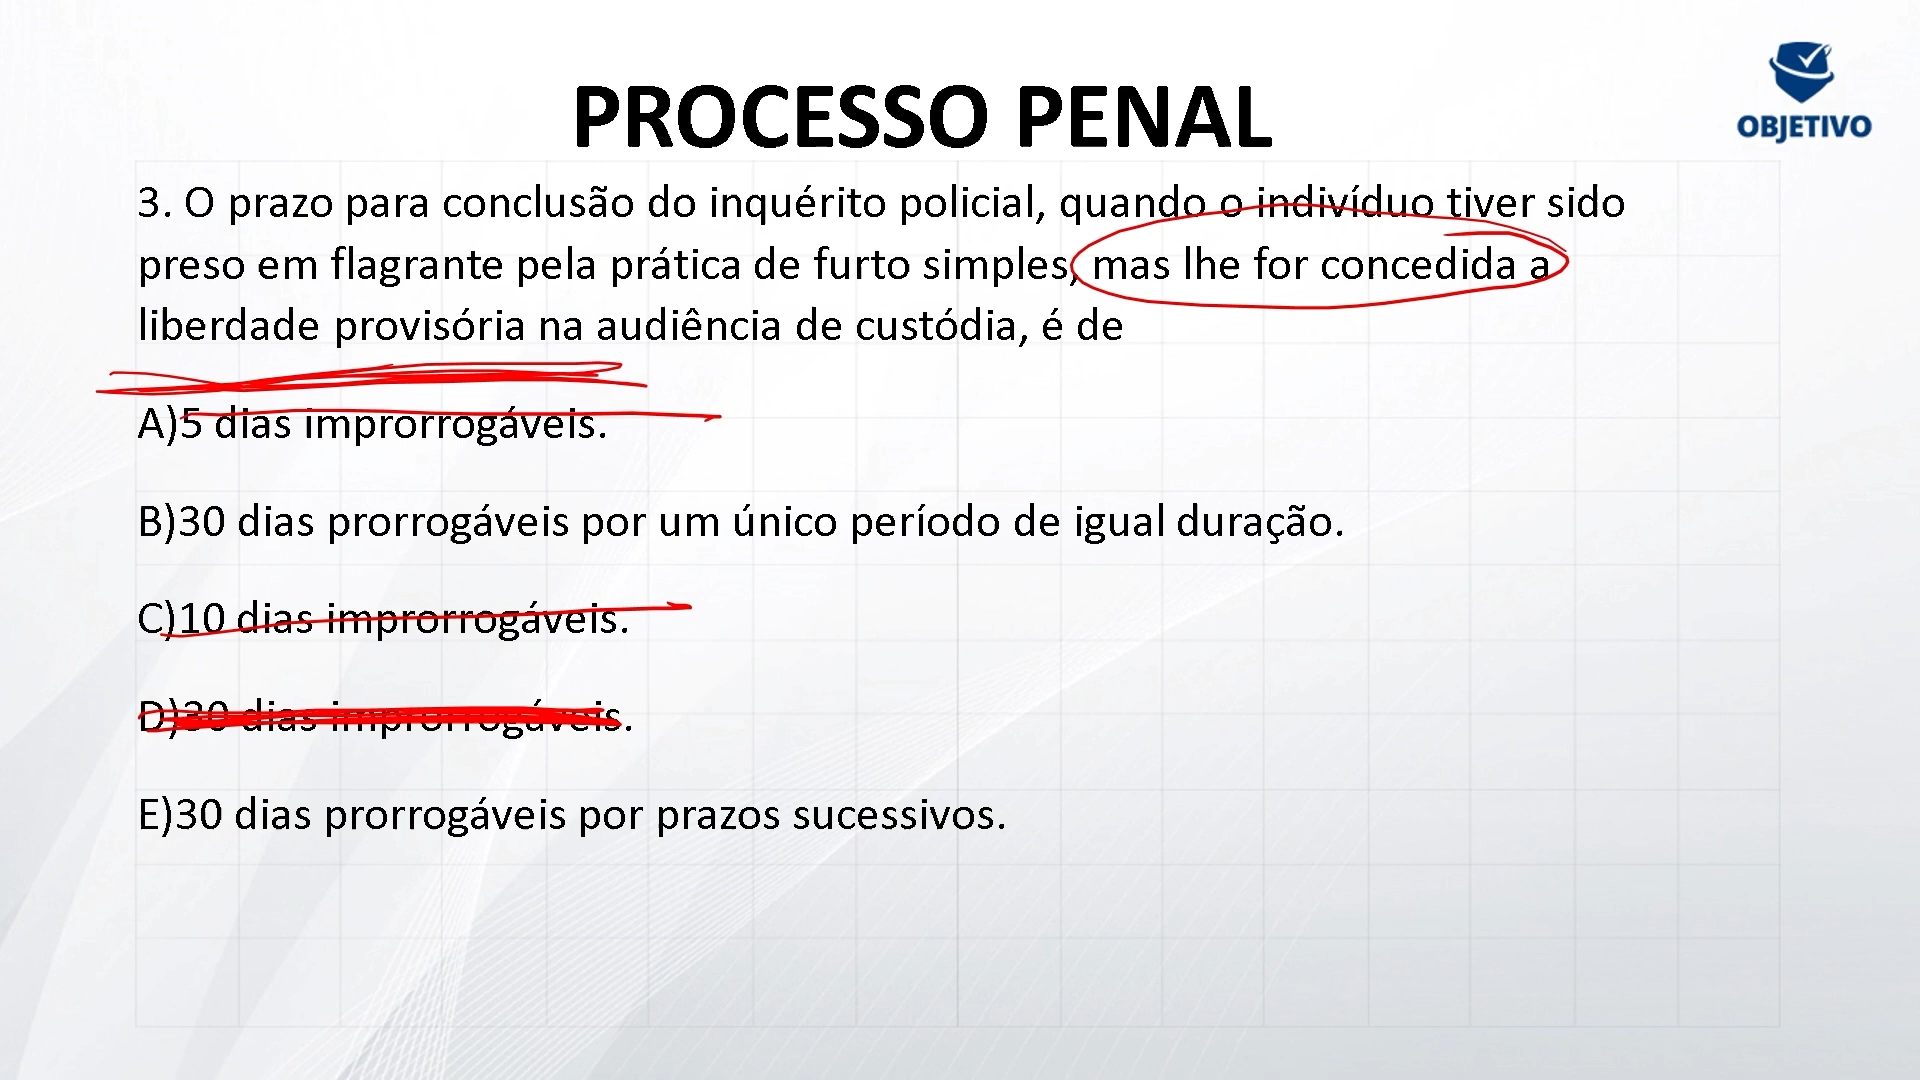 PROCESSO PENAL
OBJETIVO
3. O prazo para conclusão do inquérito policial, quando o indivíduo tiver sido
preso em flagrante pela prática de furto simples, mas lhe for concedida a
liberdade provisória na audiência de custódia, é de
A)5 dias improrrogáveis.
B)30 dias prorrogáveis por um único período de igual duração.
C)10 dias improrrogáveis.
D)30 dias improrrogáveis.
E)30 dias prorrogáveis por prazos sucessivos.